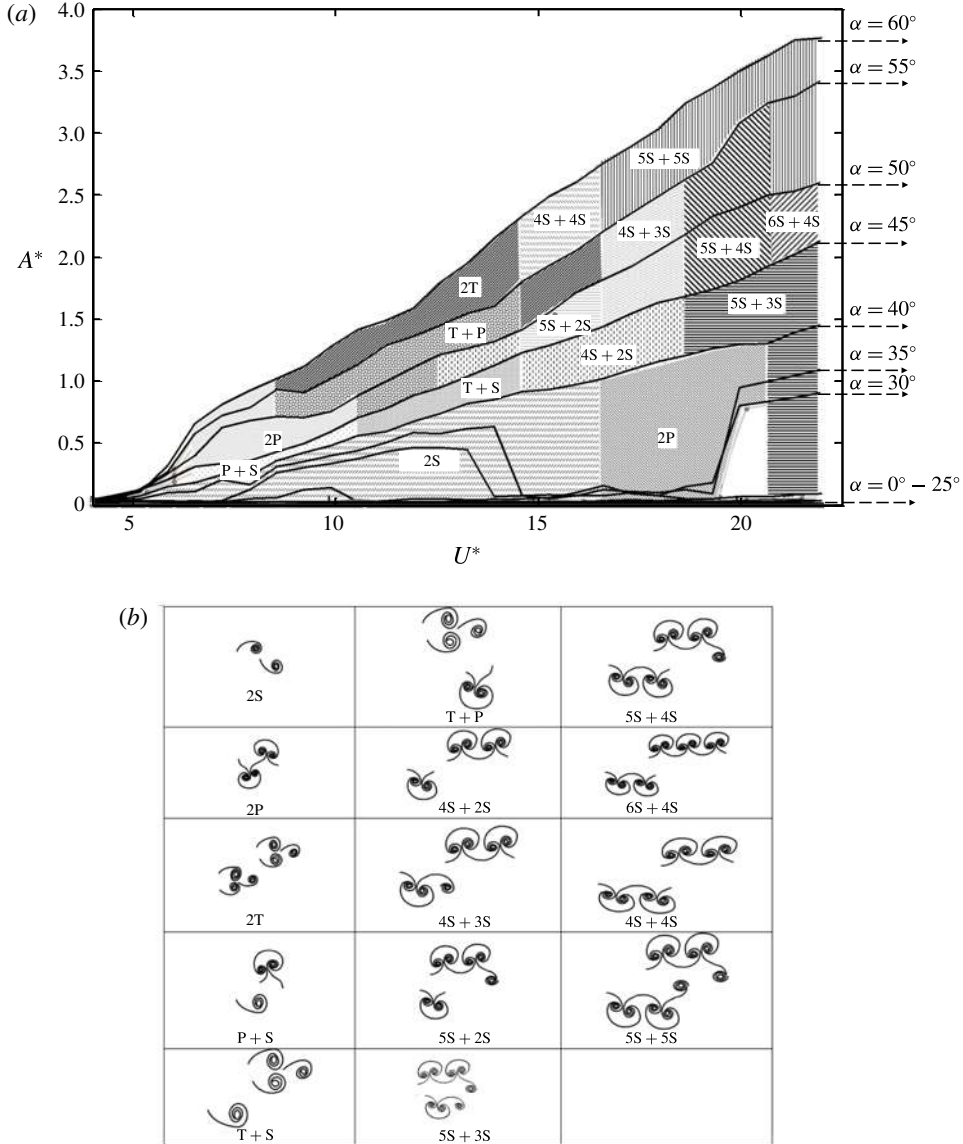 (a)
4.0
3.5
3.0
2.5
2.0
1.5
1.0
0.5
0
A*
5
10
15
20
U*
α = 60°
α = 55°
α = 50°
α = 45°
α = 40°
α = 35°
α = 30°
α = 0° – 25°
5S + 5S
4S + 4S
4S + 3S
6S + 4S
5S + 4S
2T
5S + 3S
T + P
5S + 2S
4S + 2S
T + S
2P
2P
P + S
2S
(b)
2S
T + P
5S + 4S
2P
4S + 2S
6S + 4S
2T
4S + 3S
4S + 4S
P + S
5S + 2S
5S + 5S
T + S
5S + 3S